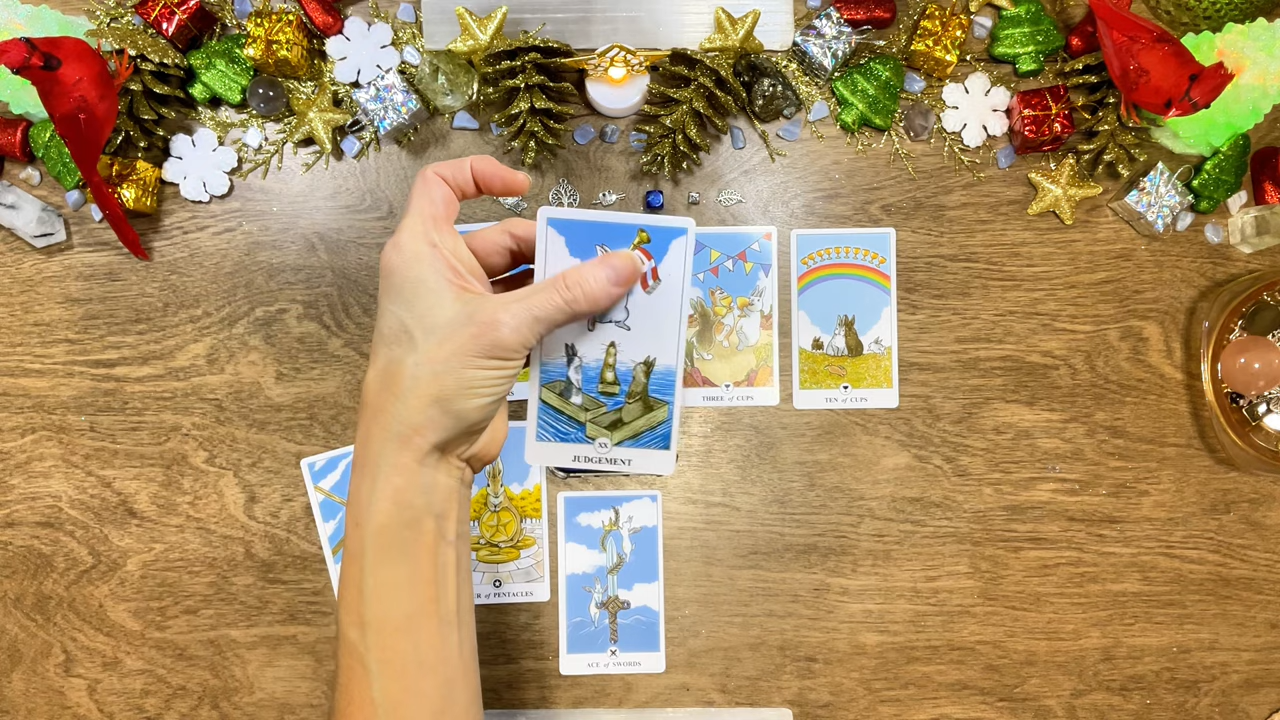 THREE of CUPS
TEN of CUPS
XX
JUDGEMENT
R of PENTACLES
ACE of SWORDS